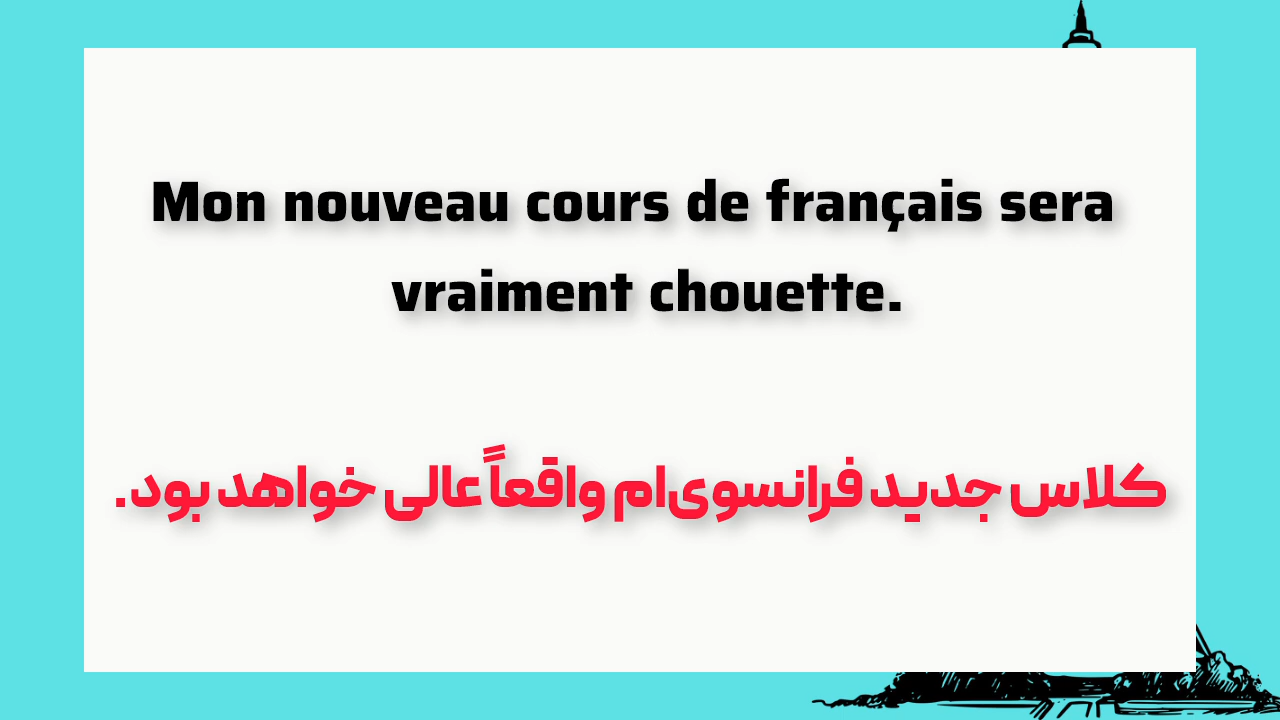 Mon nouveau cours de français sera
vraiment chouette.
کلاس جدید فرانسوی‌ام واقعاً عالی خواهد بود.